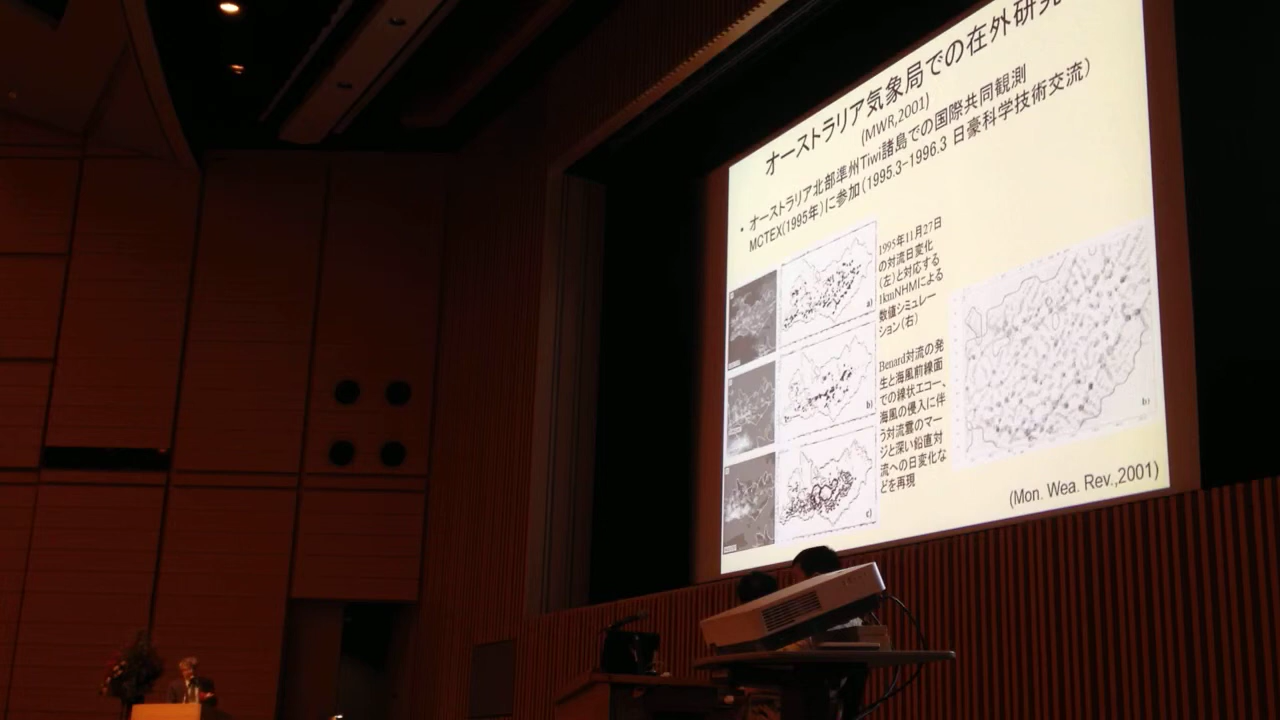 オーストラリア気象局での在外研究
(MWR,2001)
・ オーストラリア北部準州Tiwi諸島での国際共同観測
MCTEX(1995年)に参加(1995.3-1996.3 日豪科学技術交流)
1995年11月27日
の対流日変化
(左)と対応する
1kmNHMによる
数値シミュレー
ション(右)
a)
Benard対流の発
生と海風前線面
での線状エコー、
海風の侵入に伴
う対流雲のマー
ジと深い鉛直対
流への日変化な
どを再現
b)
c)
b)
(Mon. Wea. Rev.,2001)